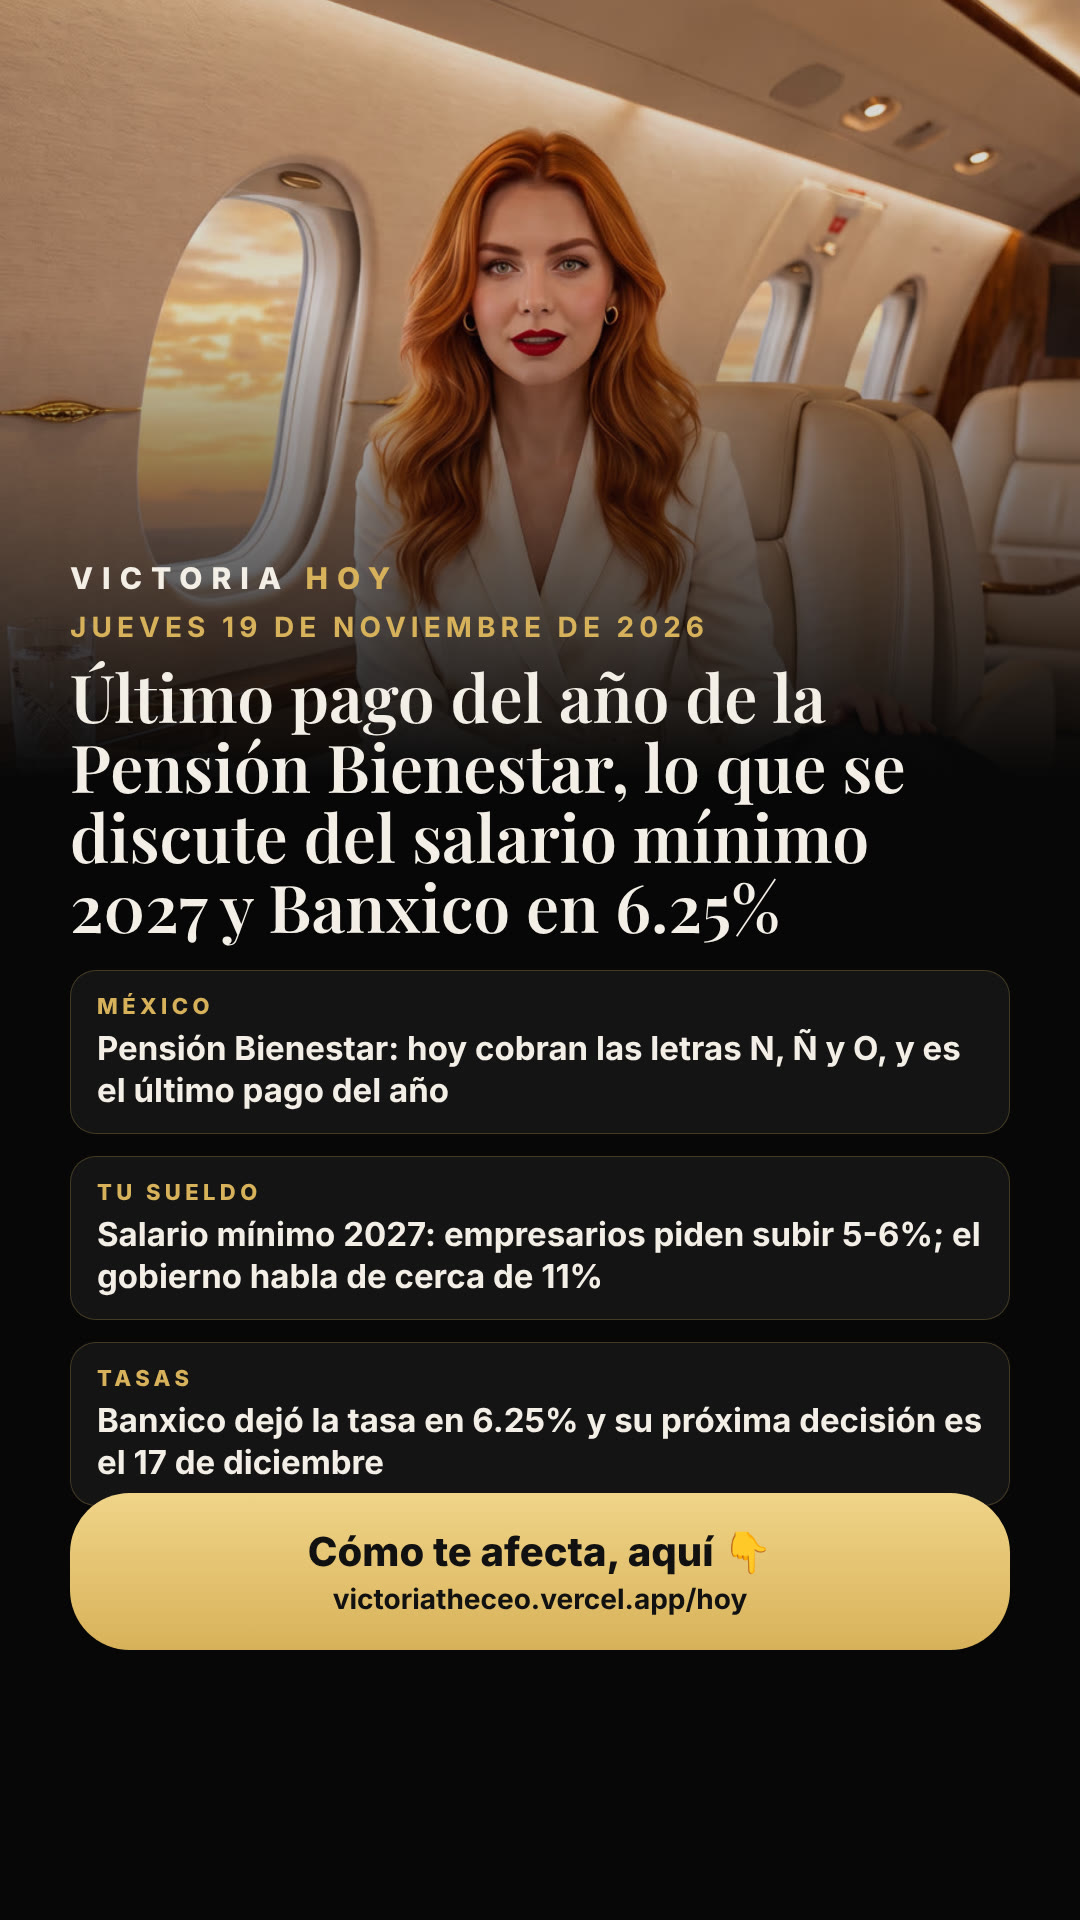 VICTORIA HOY
JUEVES 19 DE NOVIEMBRE DE 2026
Último pago del año de la
Pensión Bienestar, lo que se
discute del salario mínimo
2027 y Banxico en 6.25%
MÉXICO
Pensión Bienestar: hoy cobran las letras N, Ñ y O, y es
el último pago del año
TU SUELDO
Salario mínimo 2027: empresarios piden subir 5-6%; el
gobierno habla de cerca de 11%
TASAS
Banxico dejó la tasa en 6.25% y su próxima decisión es
el 17 de diciembre
Cómo te afecta, aquí 👇
victoriatheceo.vercel.app/hoy